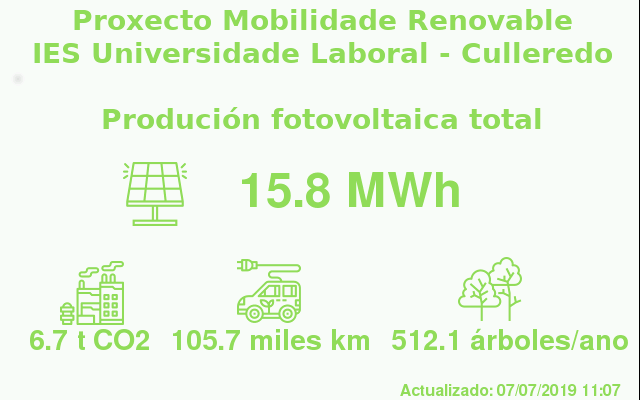 Proxecto Mobilidade Renovable
IES Universidade Laboral - Culleredo
Produción fotovoltaica total
15.8 MWh
6.7 t CO2 105.7 miles km 512.1 árboles/ano
Actualizado: 07/07/2019 11:07